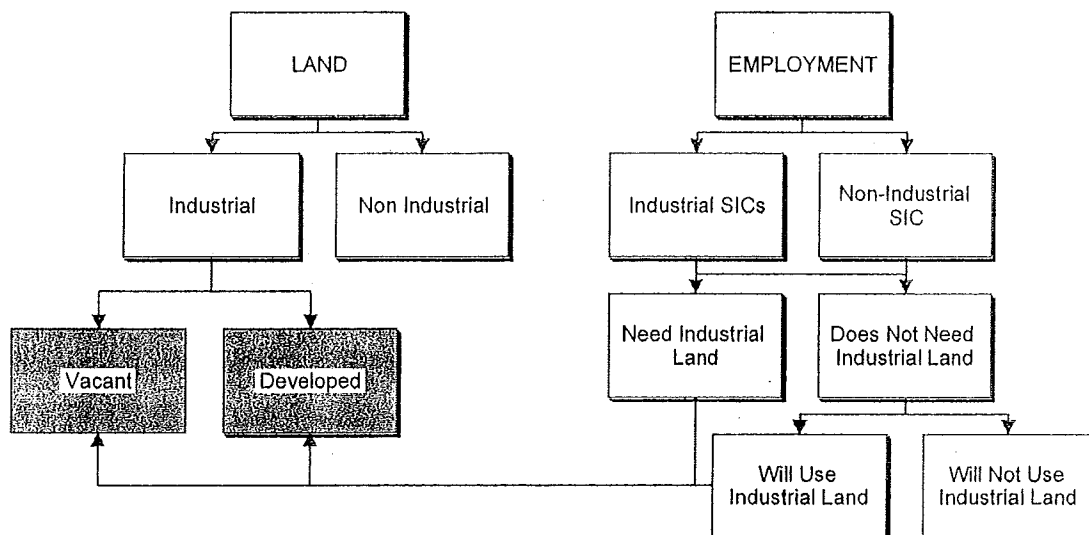 LAND
EMPLOYMENT
Industrial
Non Industrial
Industrial SICs
Non-Industrial
SIC
Vacant
Developed
Need Industrial
Land
Does Not Need
Industrial Land
Will Use
Industrial Land
Will Not Use
Industrial Land